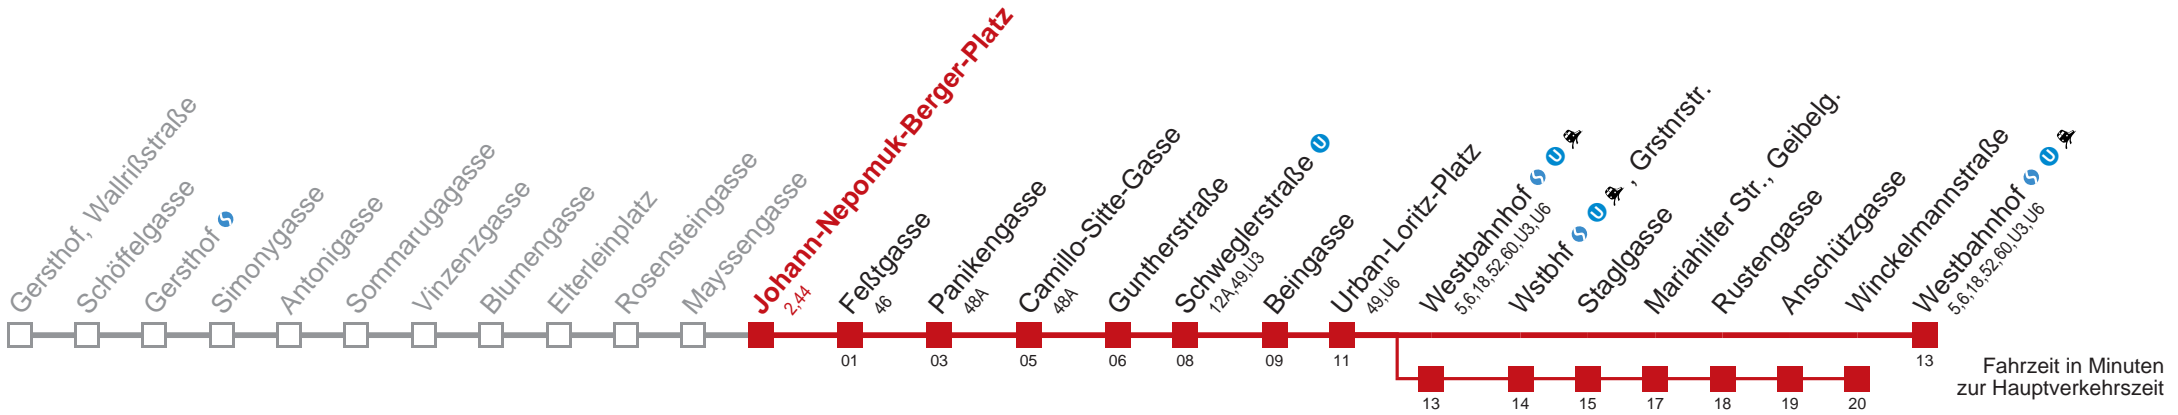 Gersthof, Wallrißstraße
Schöffelgasse
Gersthof
Simonygasse
Antonigasse
Sommarugagasse
Vinzenzgasse
Blumengasse
Elterleinplatz
Rosensteingasse
Mayssengasse
Johann-Nepomuk-Berger-Platz
2,44
Feßtgasse
46
Panikengasse
48A
Camillo-Sitte-Gasse
48A
Guntherstraße
Schweglerstraße U
12A,49,U3
Beingasse
Urban-Loritz-Platz
49,U6
Westbahnhof S U
5,6,18,52,60,U3,U6
Wstbhf S U , Grstnrstr.
Staglgasse
Mariahilfer Str., Geibelg.
Rustengasse
Anschützgasse
Winckelmannstraße
Westbahnhof S U
5,6,18,52,60,U3,U6
01 03 05 06 08 09 11 13
13 14 15 17 18 19 20
Fahrzeit in Minuten
zur Hauptverkehrszeit